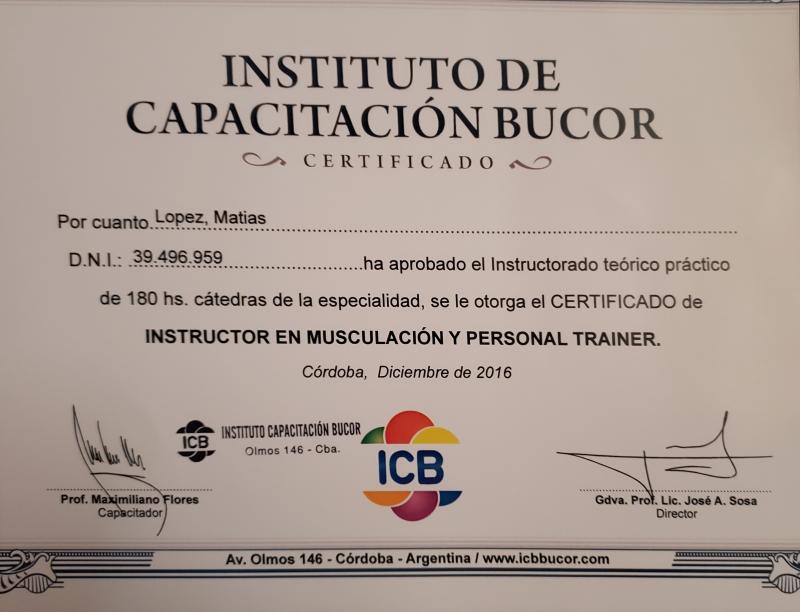 INSTITUTO DE
CAPACITACIÓN BUCOR
CERTIFICADO
Por cuanto Lopez, Matias
D.N.I.: 39.496.959 ha aprobado el Instructorado teórico práctico
de 180 hs. cátedras de la especialidad, se le otorga el CERTIFICADO de
INSTRUCTOR EN MUSCULACIÓN Y PERSONAL TRAINER.
Córdoba, Diciembre de 2016
ICB INSTITUTO CAPACITACIÓN BUCOR
Olmos 146 - Cba.
ICB
Prof. Maximiliano Flores
Capacitador
Gdva. Prof. Lic. José A. Sosa
Director
Av. Olmos 146 - Córdoba - Argentina / www.icbbucor.com